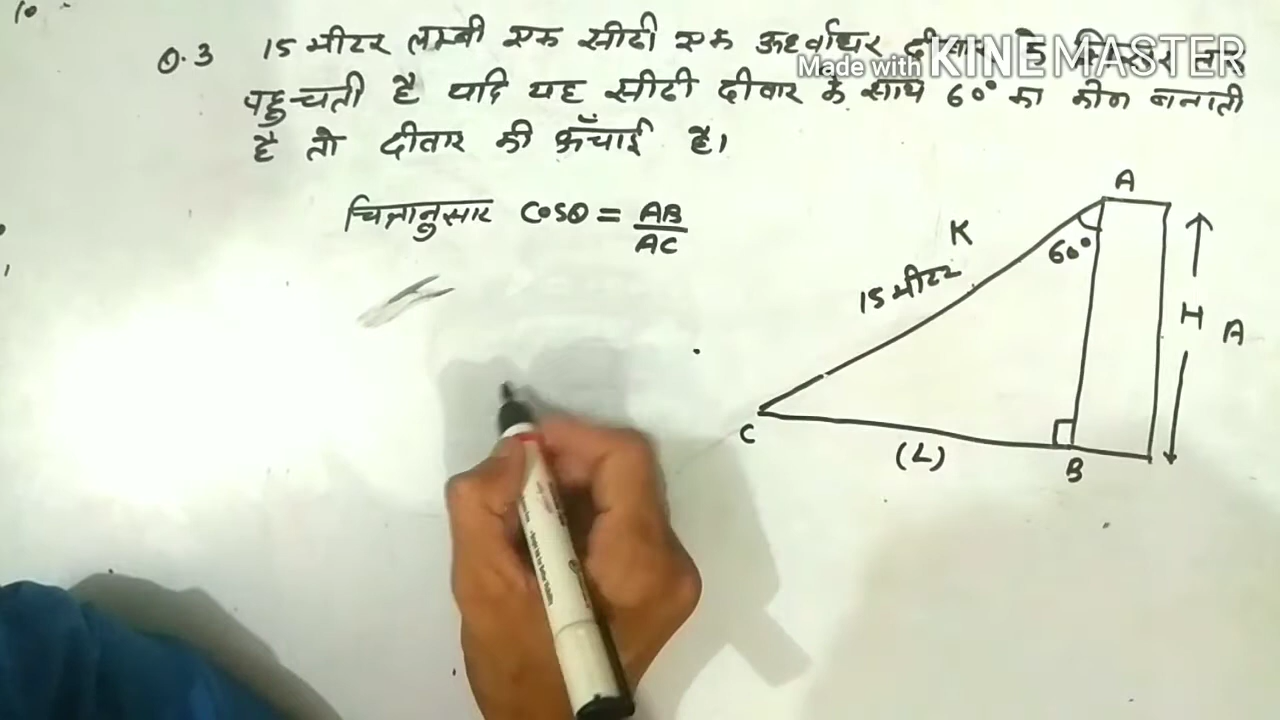 Q.3 15 मीटर लम्बी एक सीढी एक ऊर्ध्वाधर
Made with KINEMASTER
पहुन्चती है यदि यह सीढी दीवार के साथ 60° का कोण बनाती
है तो दीवार की ऊँचाई है।
चित्रानुसार Cosθ = AB/AC
A
K
60°
15 मीटर
H A
C
(L)
B